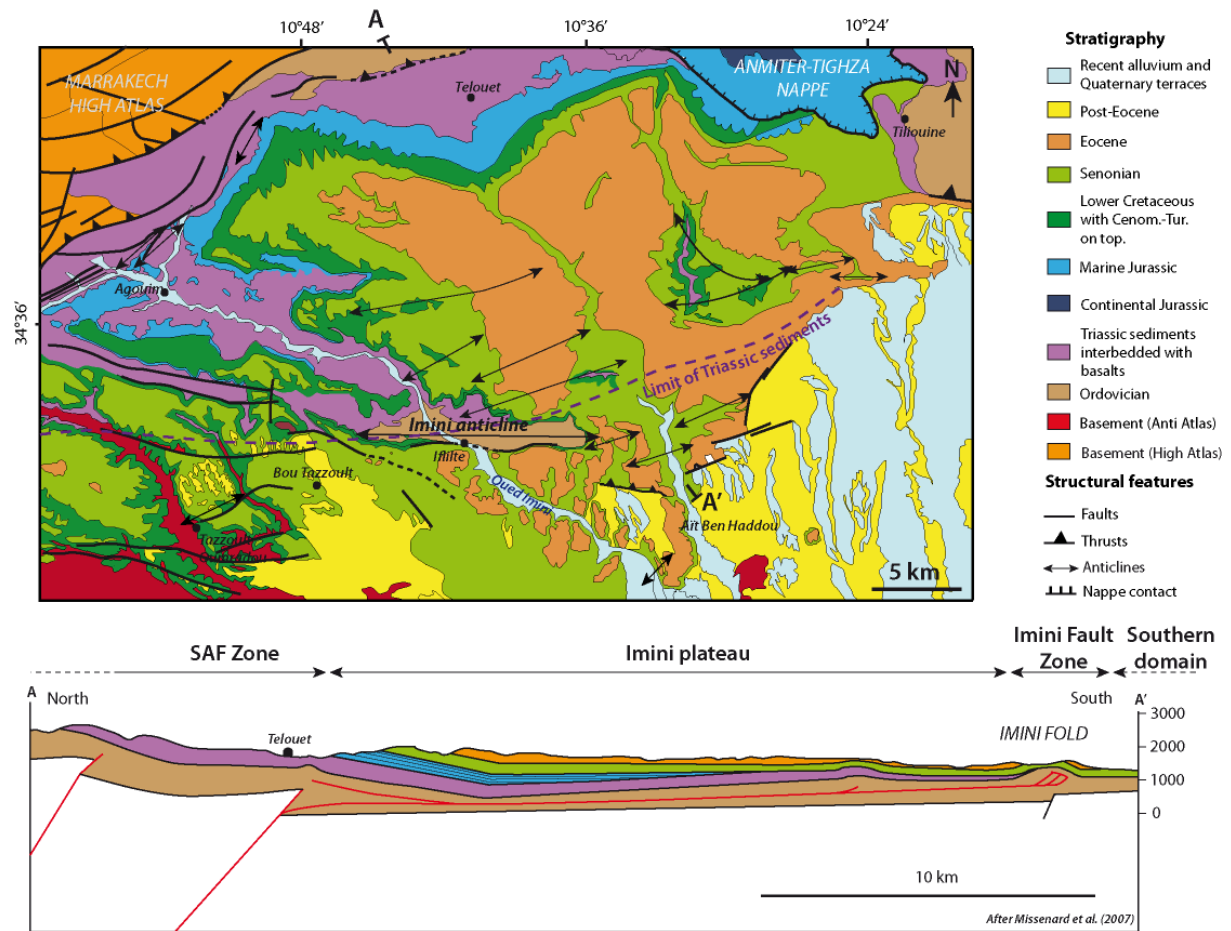 10°48′
A
10°36′
10°24′
34°36′
MARRAKECH
HIGH ATLAS
Telouet
ANMITER-TIGHZA
NAPPE
N
Tiliouine
Agouim
Limit of Triassic sediments
Imini anticline
Iflilte
Bou Tazzoult
Oued Imini
A'
Aït Ben Haddou
Tazzoult
5 km
Stratigraphy
Recent alluvium and
Quaternary terraces
Post-Eocene
Eocene
Senonian
Lower Cretaceous
with Cenom.-Tur.
on top.
Marine Jurassic
Continental Jurassic
Triassic sediments
interbedded with
basalts
Ordovician
Basement (Anti Atlas)
Basement (High Atlas)
Structural features
Faults
Thrusts
Anticlines
Nappe contact
SAF Zone
Imini plateau
Imini Fault
Zone
Southern
domain
A
North
South
A'
Telouet
IMINI FOLD
3000
2000
1000
0
10 km
After Missenard et al. (2007)